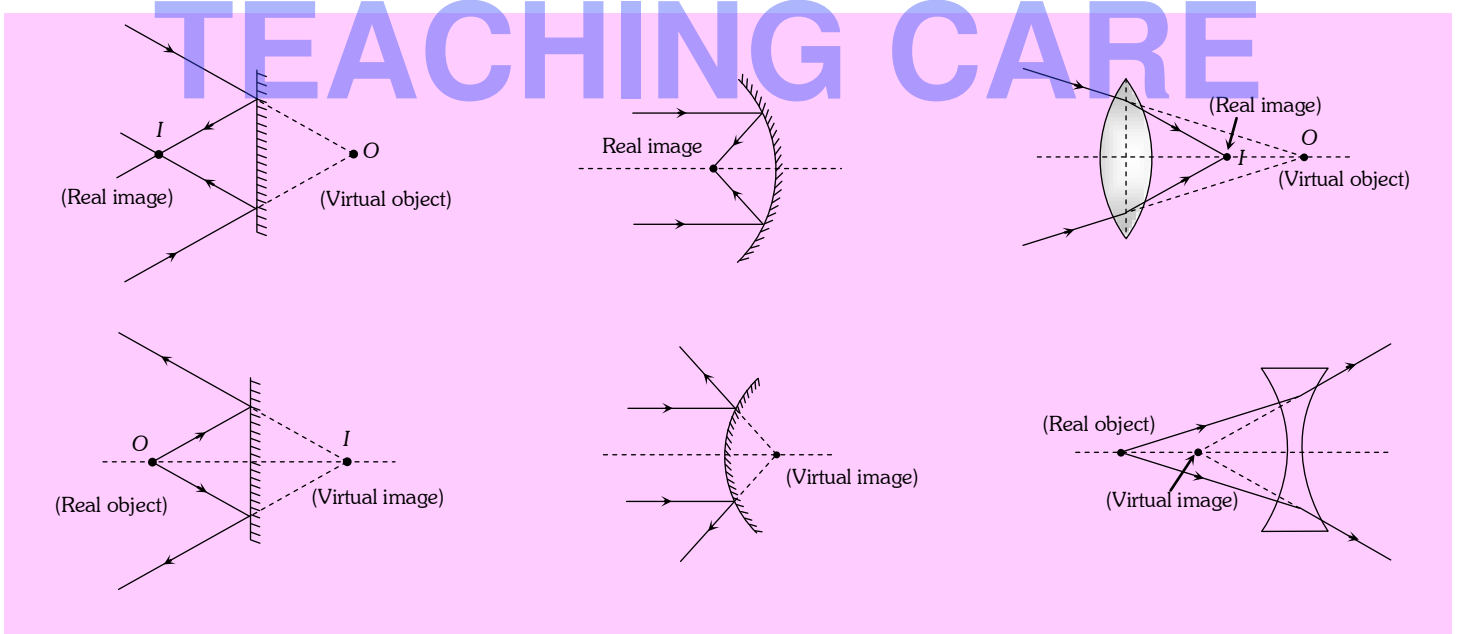 TEACHING CARE
I
O
(Real image)
(Virtual object)
Real image
(Real image)
O
I
(Virtual object)
O
I
(Real object)
(Virtual image)
(Virtual image)
(Real object)
(Virtual image)